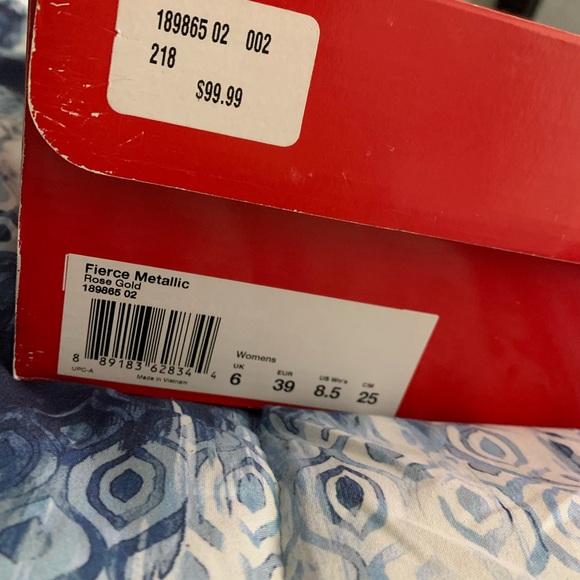 189865 02 002
218
$99.99
Fierce Metallic
Rose Gold
189865 02
8 89183 62834 4
UPC-A
Made in Vietnam
Womens
UK EUR US Wo's CM
6 39 8.5 25